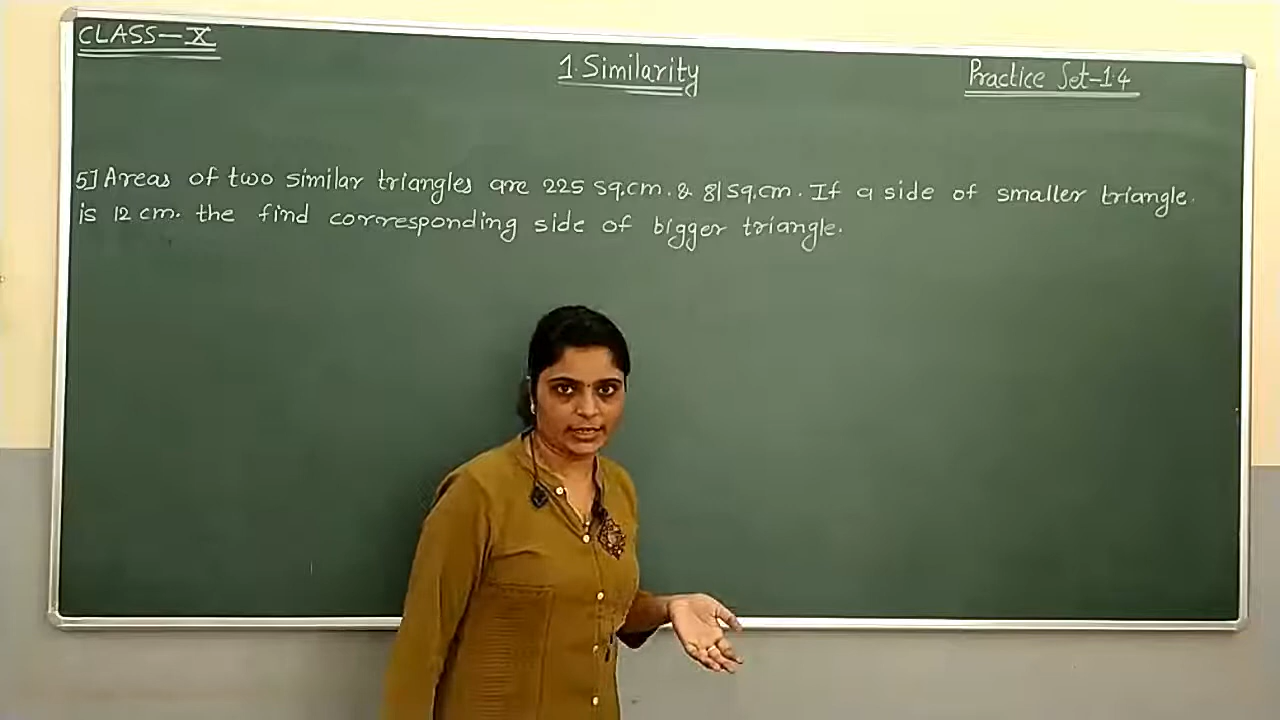 CLASS-X
1. Similarity
Practice Set-1.4
5] Areas of two similar triangles are 225 sq.cm. & 81 sq.cm. If a side of smaller triangle.
is 12 cm. the find corresponding side of bigger triangle.